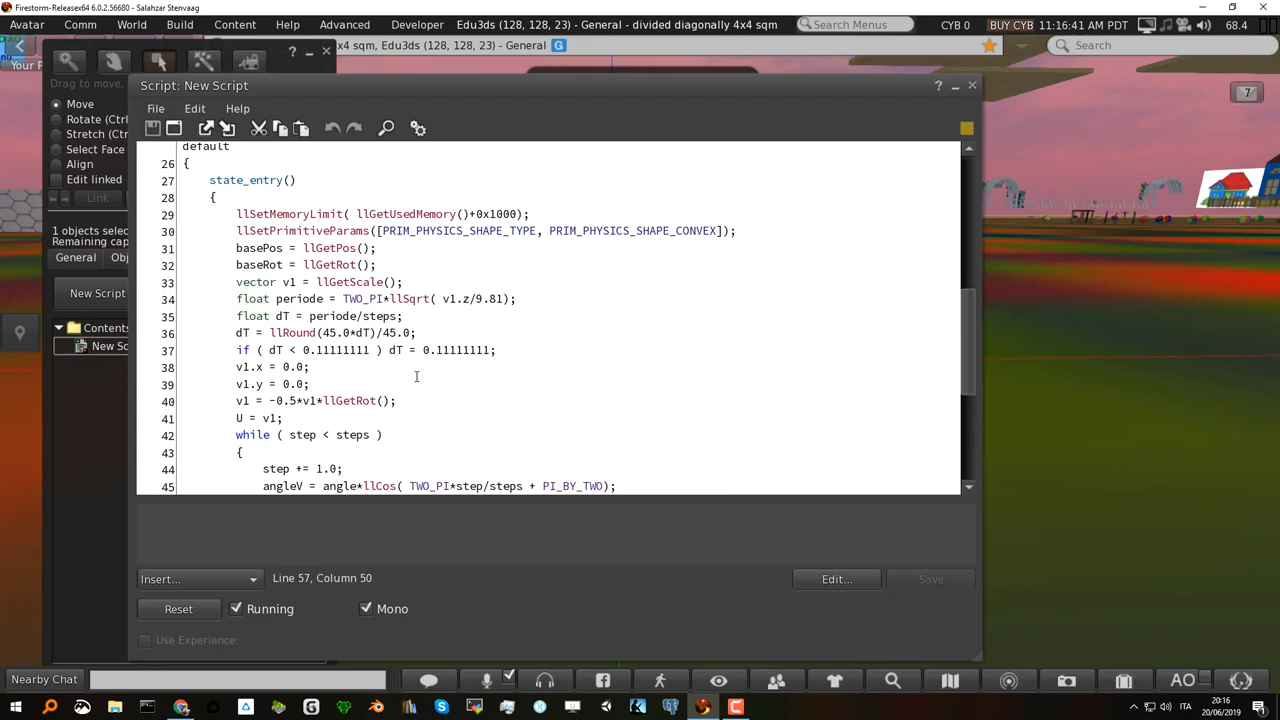 Firestorm-Releasex64 6.0.2.56680 - Salahzar Stenvaag
Avatar Comm World Build Content Help Advanced Developer Edu3ds (128, 128, 23) - General - divided diagonally 4x4 sqm Search Menus CYB 0 BUY CYB 11:16:41 AM PDT 68.4
4x4 sqm, Edu3ds (128, 128, 23) - General G Search
Your P
Drag to move,
Move
Rotate (Ctrl
Stretch (Ctrl
Select Face
Align
Edit linked
Link
1 objects selec
Remaining cap
General Obj
New Script
Contents
New Sc
7
Script: New Script
File Edit Help
default
26 {
27 state_entry()
28 {
29 llSetMemoryLimit( llGetUsedMemory()+0x1000);
30 llSetPrimitiveParams([PRIM_PHYSICS_SHAPE_TYPE, PRIM_PHYSICS_SHAPE_CONVEX]);
31 basePos = llGetPos();
32 baseRot = llGetRot();
33 vector v1 = llGetScale();
34 float periode = TWO_PI*llSqrt( v1.z/9.81);
35 float dT = periode/steps;
36 dT = llRound(45.0*dT)/45.0;
37 if ( dT < 0.11111111 ) dT = 0.11111111;
38 v1.x = 0.0;
39 v1.y = 0.0;
40 v1 = -0.5*v1*llGetRot();
41 U = v1;
42 while ( step < steps )
43 {
44 step += 1.0;
45 angleV = angle*llCos( TWO_PI*step/steps + PI_BY_TWO);
Insert... Line 57, Column 50 Edit... Save
Reset Running Mono
Use Experience:
Nearby Chat AO
ITA 20:16
20/06/2019